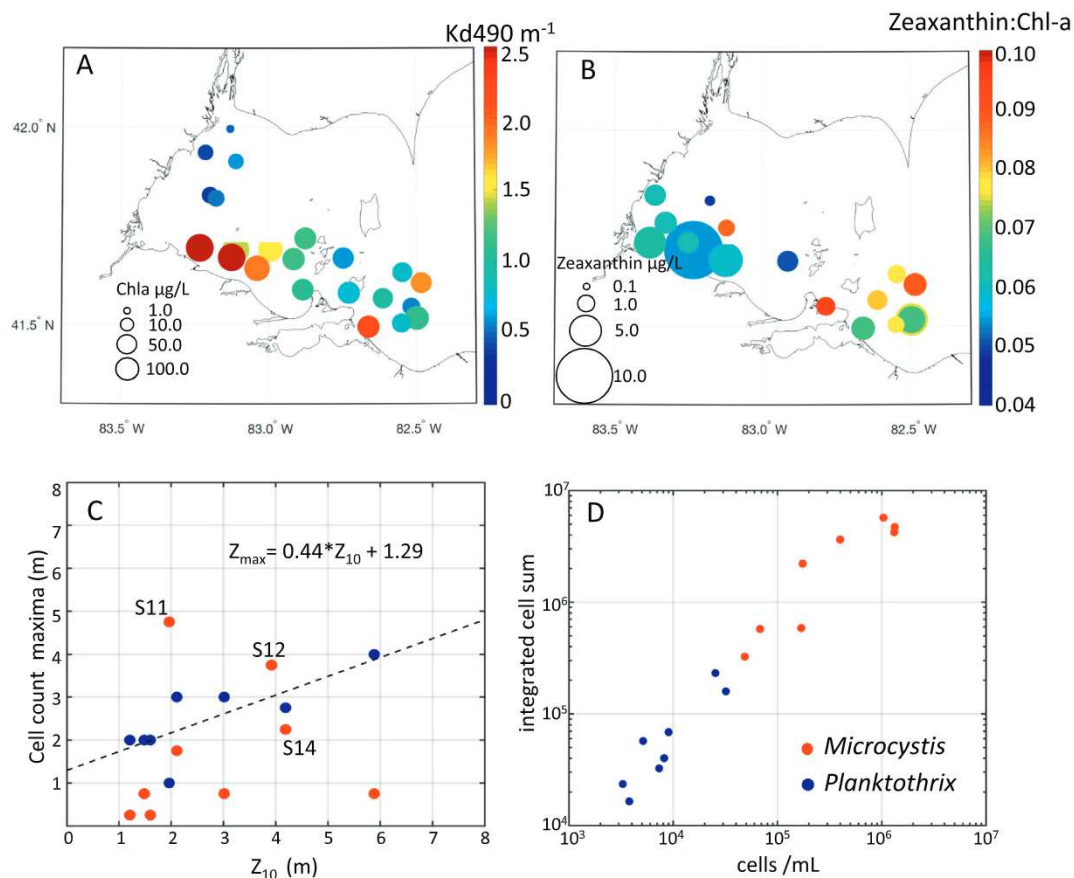 Kd490 m⁻¹
A
2.5
2.0
1.5
1.0
0.5
0
42.0° N
41.5° N
Chla µg/L
1.0
10.0
50.0
100.0
83.5° W
83.0° W
82.5° W
Zeaxanthin:Chl-a
B
0.10
0.09
0.08
0.07
0.06
0.05
0.04
Zeaxanthin µg/L
0.1
1.0
5.0
10.0
83.5° W
83.0° W
82.5° W
C
Cell count maxima (m)
8
7
6
5
4
3
2
1
Zmax= 0.44*Z10 + 1.29
S11
S12
S14
0 1 2 3 4 5 6 7 8
Z10 (m)
D
integrated cell sum
10⁷
10⁶
10⁵
10⁴
Microcystis
Planktothrix
10³ 10⁴ 10⁵ 10⁶ 10⁷
cells /mL